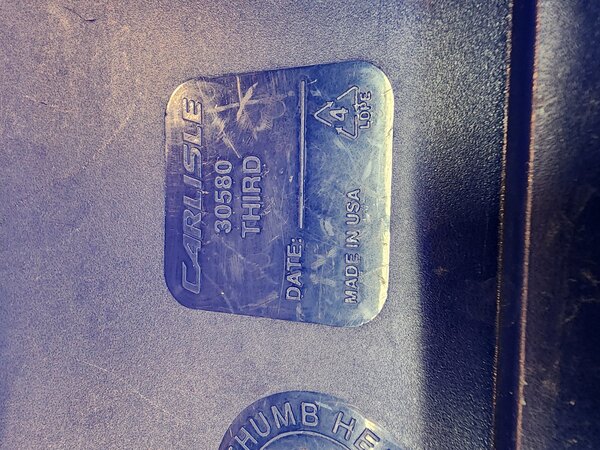 CARLISLE
30580
THIRD
DATE:
MADE IN USA
4
LDPE
THUMB HE